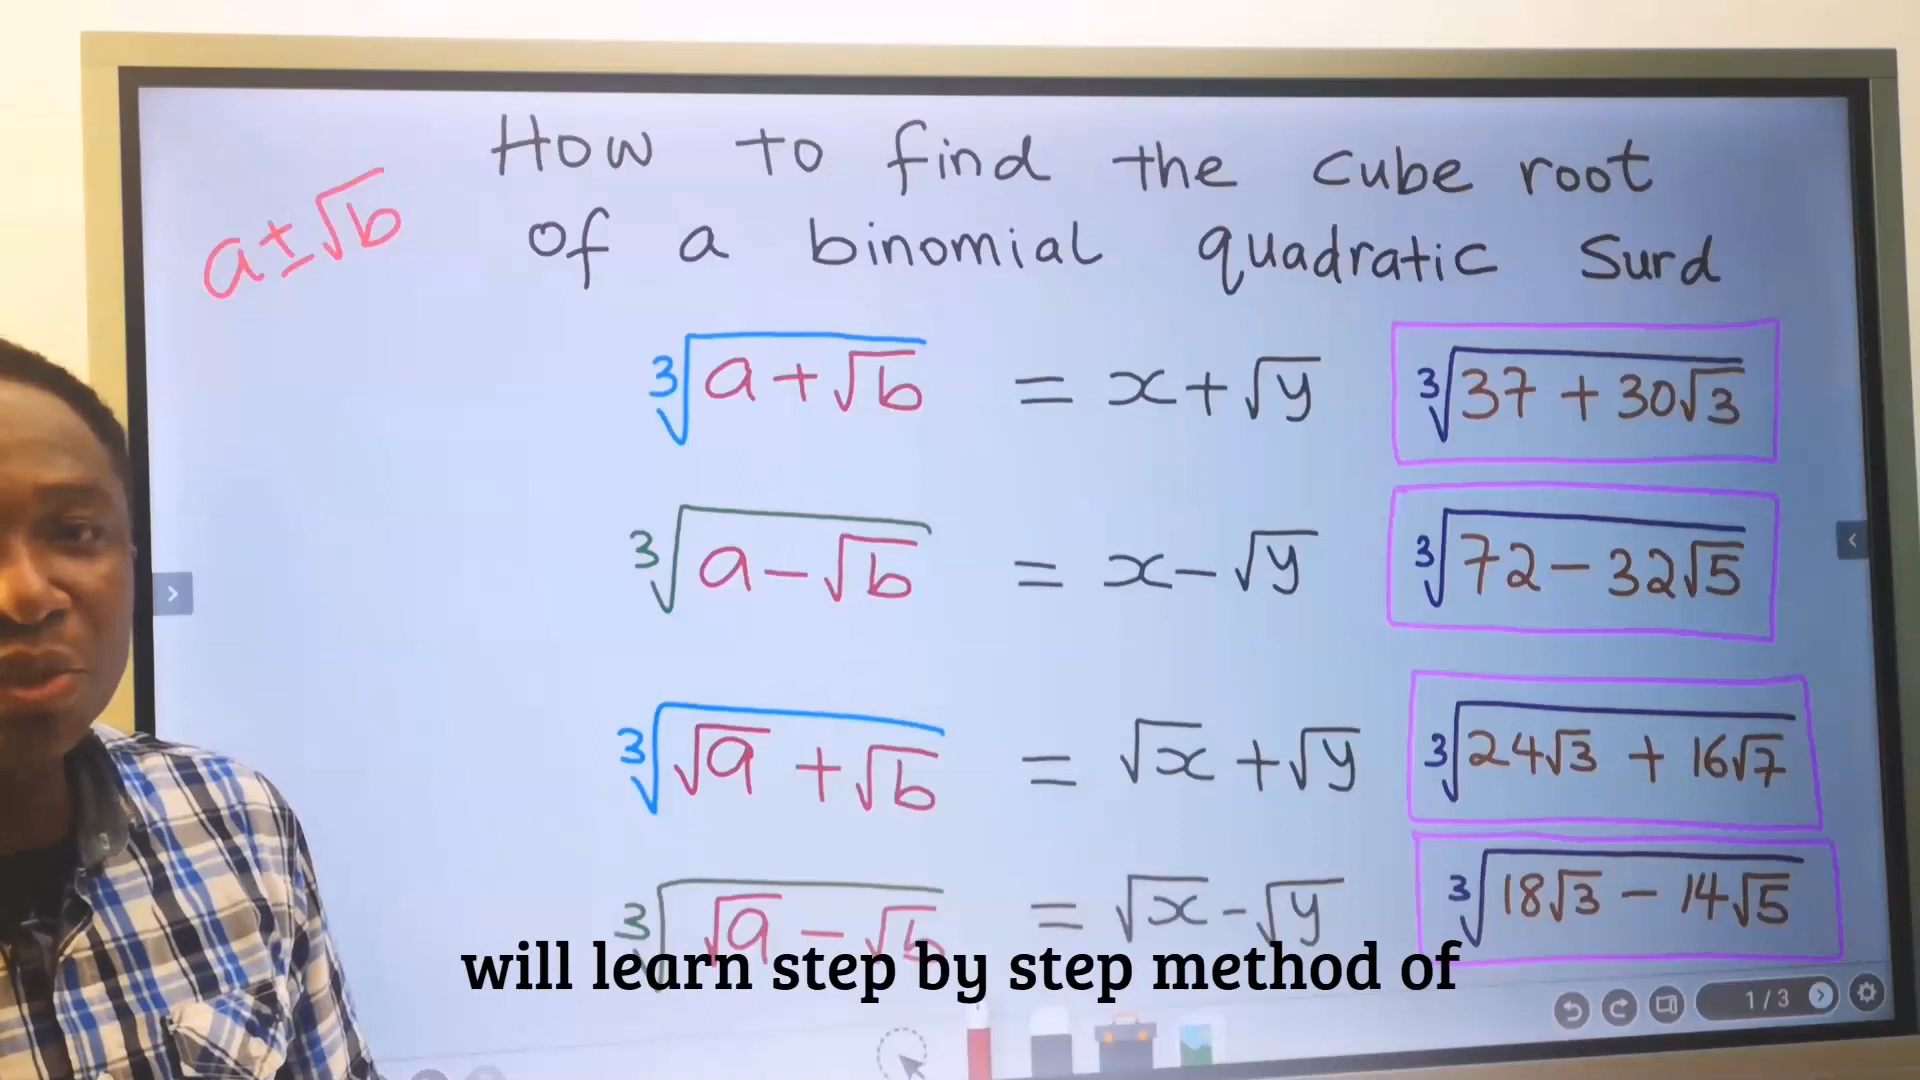 How to find the cube root
a±√b of a binomial quadratic surd
∛(a+√b) = x+√y ∛(37 + 30√3)
∛(a−√b) = x−√y ∛(72 − 32√5)
∛(√a + √b) = √x + √y ∛(24√3 + 16√7)
∛(√a − √b) = √x − √y ∛(18√3 − 14√5)
will learn step by step method of
1/3